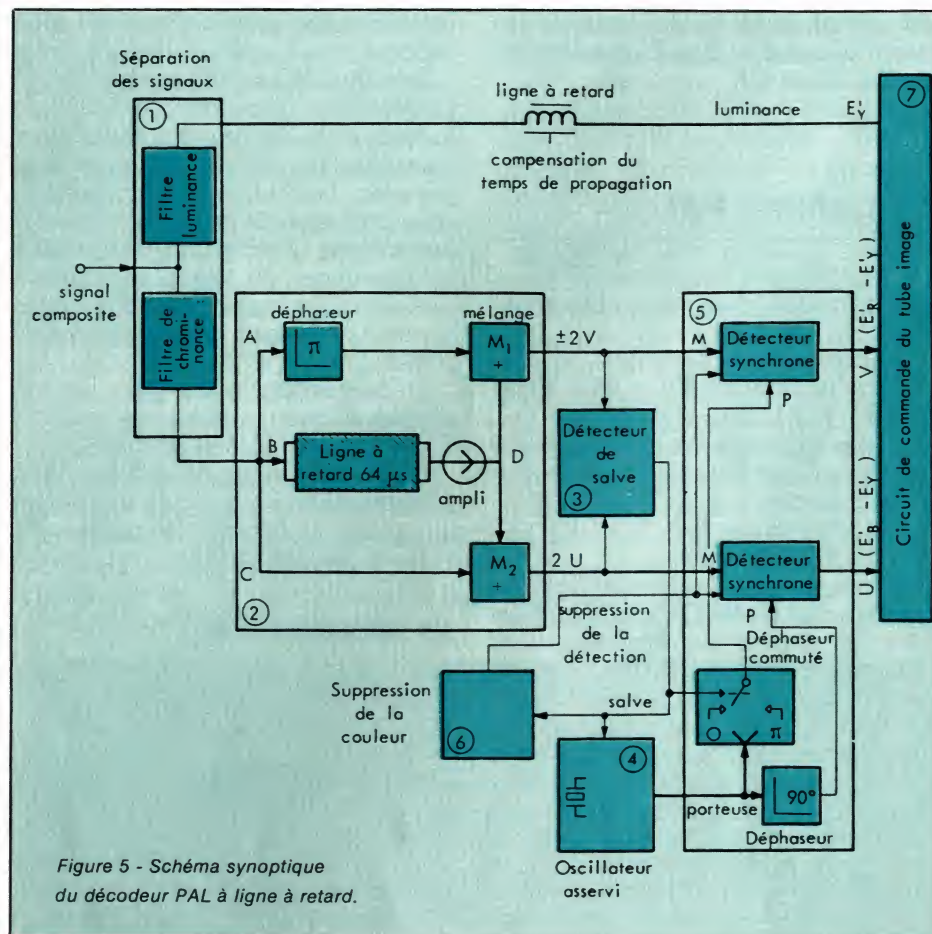 Séparation
des signaux
①
Filtre
luminance
signal
composite
Filtre de
chromi-
nance
ligne à retard
compensation du
temps de propagation
luminance
E'Y
⑦
Circuit de commande du tube image
A
déphaseur
π
mélange
M1
+
±2V
B
Ligne à
retard 64 µs
ampli
D
C
M2
+
2 U
②
Détecteur
de
salve
③
⑤
M
Détecteur
synchrone
P
V (E'R - E'Y)
M
Détecteur
synchrone
P
U (E'B - E'Y)
suppression
de la
détection
Déphaseur
commuté
O
π
Suppression
de la
couleur
⑥
salve
④
porteuse
90°
Déphaseur
Oscillateur
asservi
Figure 5 - Schéma synoptique
du décodeur PAL à ligne à retard.